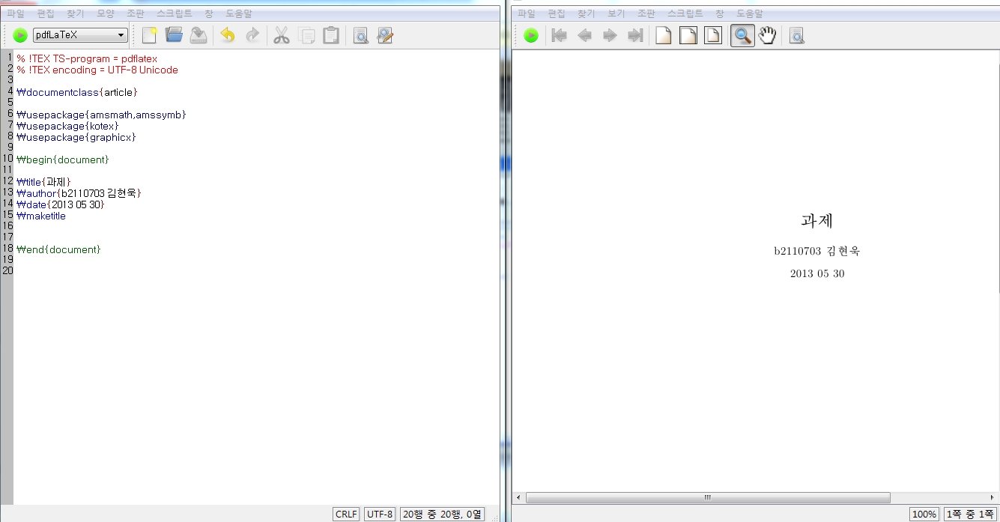 파일 편집 찾기 모양 조판 스크립트 창 도움말
pdfLaTeX
1 % !TEX TS-program = pdflatex
2 % !TEX encoding = UTF-8 Unicode
3
4 ₩documentclass{article}
5
6 ₩usepackage{amsmath,amssymb}
7 ₩usepackage{kotex}
8 ₩usepackage{graphicx}
9
10 ₩begin{document}
11
12 ₩title{과제}
13 ₩author{b2110703 김현욱}
14 ₩date{2013 05 30}
15 ₩maketitle
16
17
18 ₩end{document}
19
20
CRLF UTF-8 20행 중 20행, 0열
파일 편집 찾기 보기 조판 스크립트 창 도움말
과제
b2110703 김현욱
2013 05 30
100% 1쪽 중 1쪽